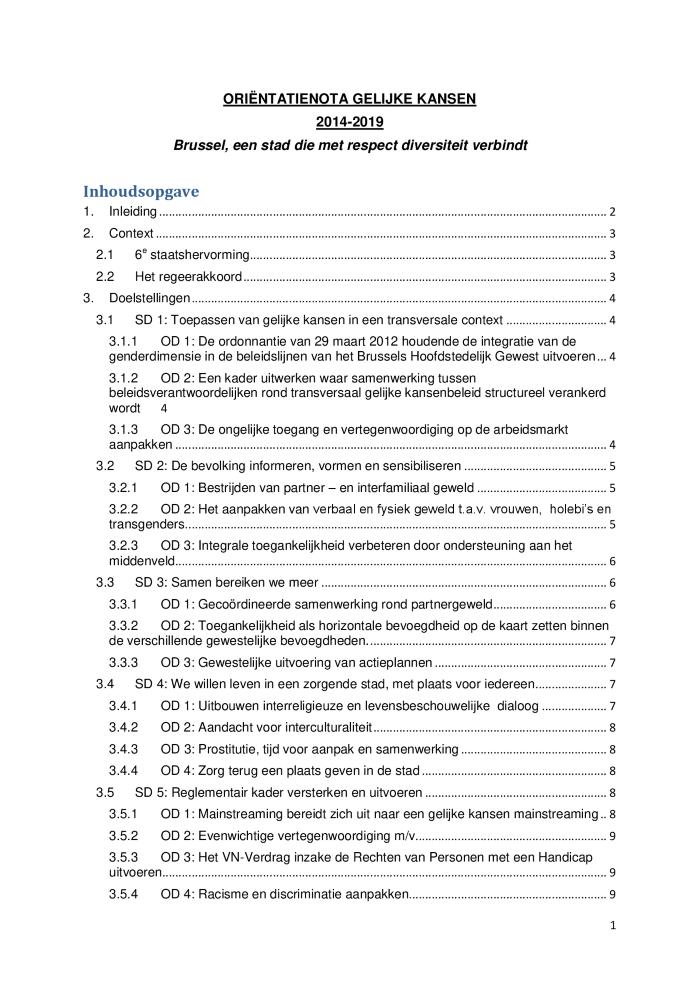 ORIËNTATIENOTA GELIJKE KANSEN
2014-2019
Brussel, een stad die met respect diversiteit verbindt
Inhoudsopgave
1. Inleiding ........ 2
2. Context ........ 3
2.1 6e staatshervorming ........ 3
2.2 Het regeerakkoord ........ 3
3. Doelstellingen ........ 4
3.1 SD 1: Toepassen van gelijke kansen in een transversale context ........ 4
3.1.1 OD 1: De ordonnantie van 29 maart 2012 houdende de integratie van de
genderdimensie in de beleidslijnen van het Brussels Hoofdstedelijk Gewest uitvoeren ... 4
3.1.2 OD 2: Een kader uitwerken waar samenwerking tussen
beleidsverantwoordelijken rond transversaal gelijke kansenbeleid structureel verankerd
wordt 4
3.1.3 OD 3: De ongelijke toegang en vertegenwoordiging op de arbeidsmarkt
aanpakken ........ 4
3.2 SD 2: De bevolking informeren, vormen en sensibiliseren ........ 5
3.2.1 OD 1: Bestrijden van partner – en interfamiliaal geweld ........ 5
3.2.2 OD 2: Het aanpakken van verbaal en fysiek geweld t.a.v. vrouwen, holebi's en
transgenders ........ 5
3.2.3 OD 3: Integrale toegankelijkheid verbeteren door ondersteuning aan het
middenveld ........ 6
3.3 SD 3: Samen bereiken we meer ........ 6
3.3.1 OD 1: Gecoördineerde samenwerking rond partnergeweld ........ 6
3.3.2 OD 2: Toegankelijkheid als horizontale bevoegdheid op de kaart zetten binnen
de verschillende gewestelijke bevoegdheden. ........ 7
3.3.3 OD 3: Gewestelijke uitvoering van actieplannen ........ 7
3.4 SD 4: We willen leven in een zorgende stad, met plaats voor iedereen ........ 7
3.4.1 OD 1: Uitbouwen interreligieuze en levensbeschouwelijke dialoog ........ 7
3.4.2 OD 2: Aandacht voor interculturaliteit ........ 8
3.4.3 OD 3: Prostitutie, tijd voor aanpak en samenwerking ........ 8
3.4.4 OD 4: Zorg terug een plaats geven in de stad ........ 8
3.5 SD 5: Reglementair kader versterken en uitvoeren ........ 8
3.5.1 OD 1: Mainstreaming bereidt zich uit naar een gelijke kansen mainstreaming .. 8
3.5.2 OD 2: Evenwichtige vertegenwoordiging m/v ........ 9
3.5.3 OD 3: Het VN-Verdrag inzake de Rechten van Personen met een Handicap
uitvoeren ........ 9
3.5.4 OD 4: Racisme en discriminatie aanpakken ........ 9
1